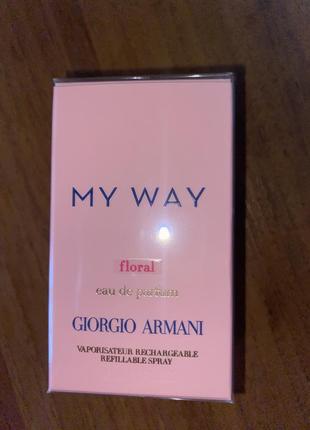 MY WAY
floral
eau de parfum
GIORGIO ARMANI
VAPORISATEUR RECHARGEABLE
REFILLABLE SPRAY